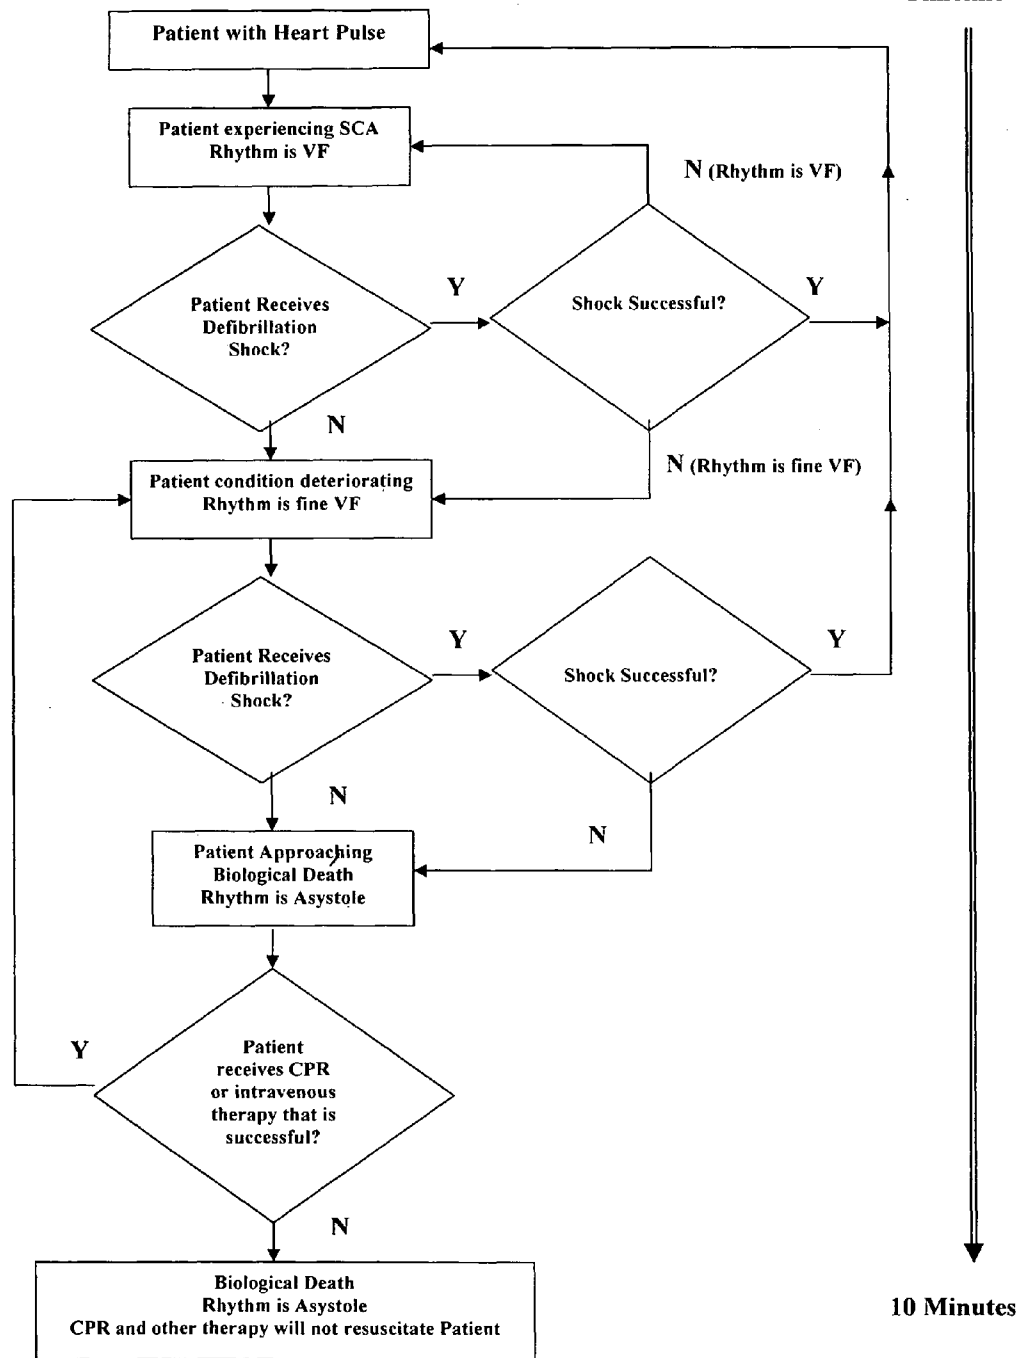 Patient with Heart Pulse
Patient experiencing SCA
Rhythm is VF
N (Rhythm is VF)
Patient Receives
Defibrillation
Shock?
Y
Shock Successful?
Y
N
N (Rhythm is fine VF)
Patient condition deteriorating
Rhythm is fine VF
Patient Receives
Defibrillation
Shock?
Y
Shock Successful?
Y
N
N
Patient Approaching
Biological Death
Rhythm is Asystole
Y
Patient
receives CPR
or intravenous
therapy that is
successful?
N
Biological Death
Rhythm is Asystole
CPR and other therapy will not resuscitate Patient
10 Minutes